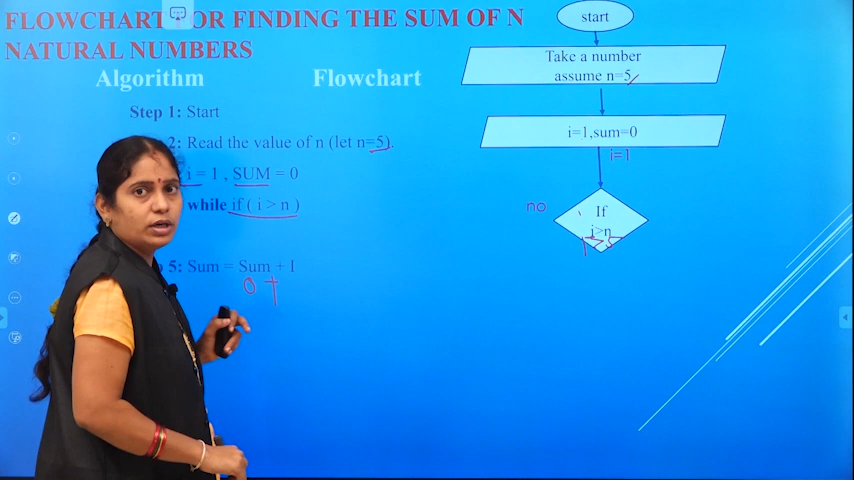 FLOWCHART FOR FINDING THE SUM OF N
NATURAL NUMBERS
Algorithm
Flowchart
Step 1: Start
2: Read the value of n (let n=5).
i = 1 , SUM = 0
while if ( i > n )
5: Sum = Sum + I
0 +
start
Take a number
assume n=5
i=1,sum=0
i=1
no
If
i>n
1>5